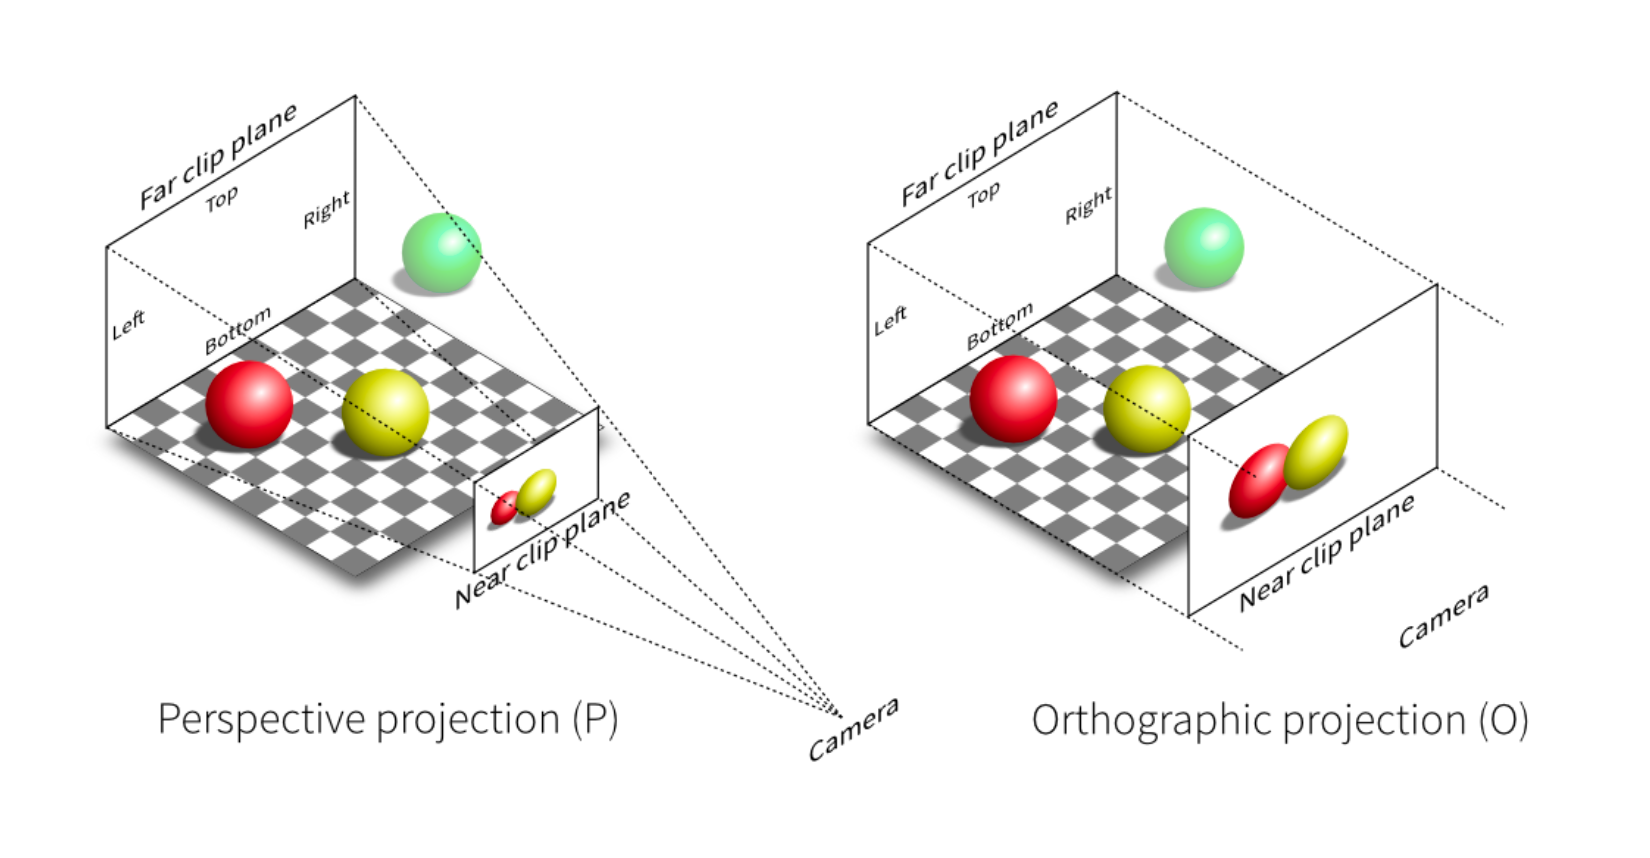 Far clip plane
Top
Right
Left
Bottom
Near clip plane
Camera
Perspective projection (P)
Far clip plane
Top
Right
Left
Bottom
Near clip plane
Camera
Orthographic projection (O)